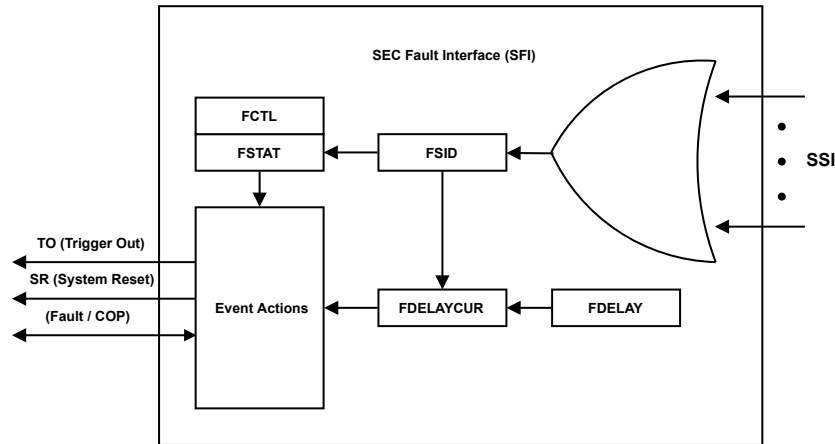 SEC Fault Interface (SFI)
FCTL
FSTAT
FSID
SSI
TO (Trigger Out)
SR (System Reset)
(Fault / COP)
Event Actions
FDELAYCUR
FDELAY